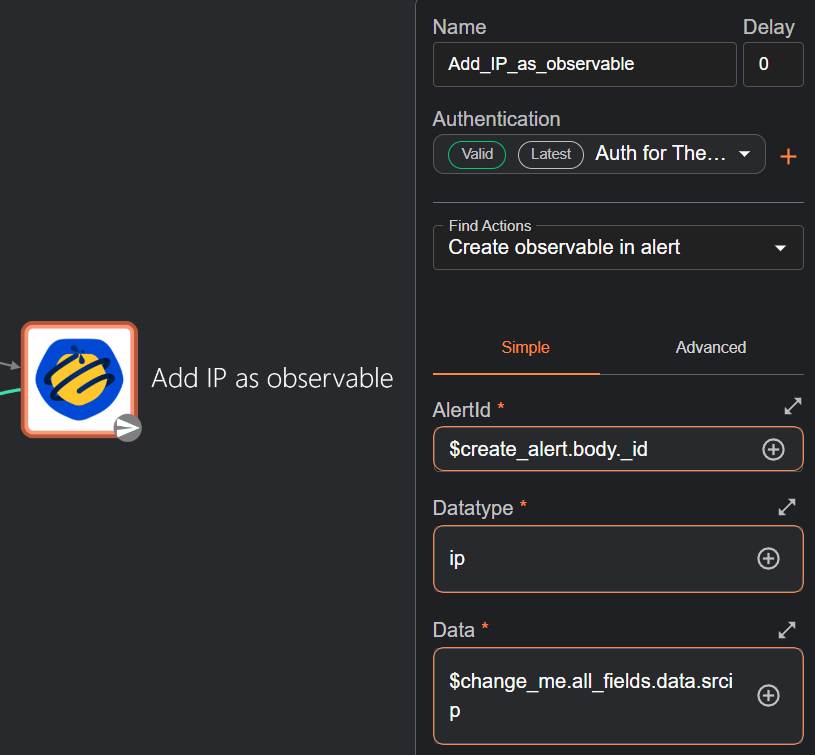 Name
Delay
Add_IP_as_observable
0
Authentication
Valid
Latest
Auth for The...
Find Actions
Create observable in alert
Simple
Advanced
Add IP as observable
AlertId *
$create_alert.body._id
Datatype *
ip
Data *
$change_me.all_fields.data.srci
p